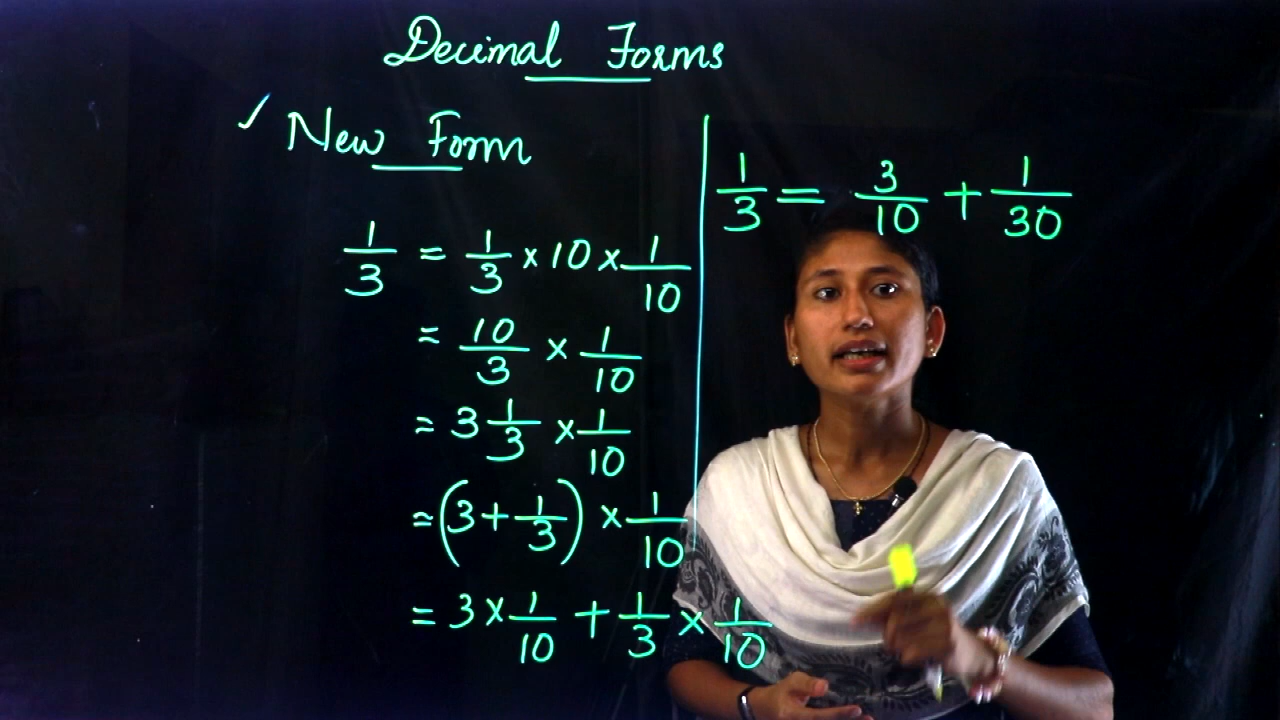 Decimal Forms
✓ New Form
1/3 = 1/3 × 10 × 1/10
= 10/3 × 1/10
= 3 1/3 × 1/10
= (3 + 1/3) × 1/10
= 3 × 1/10 + 1/3 × 1/10
1/3 = 3/10 + 1/30